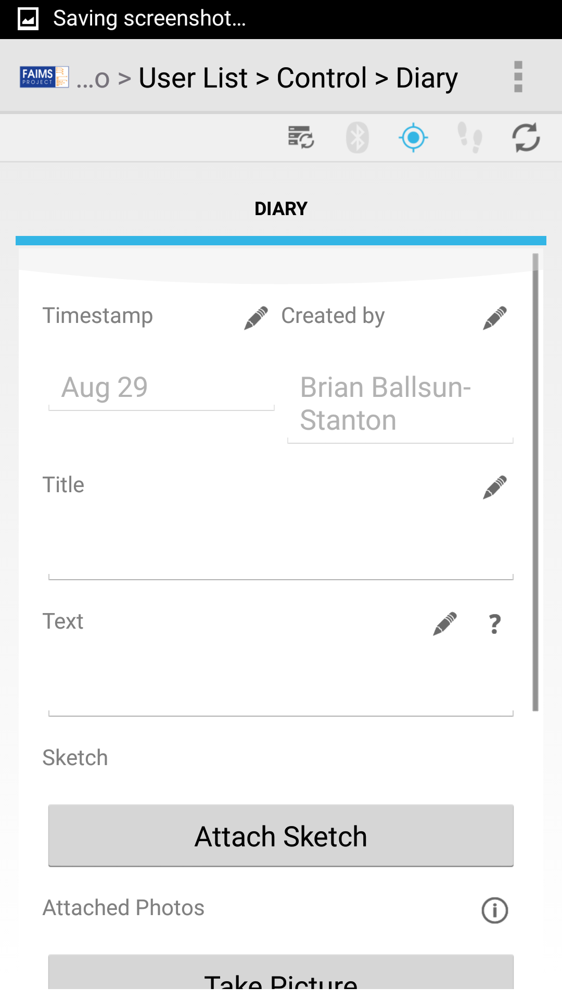 Saving screenshot...
FAIMS
PROJECT
...o > User List > Control > Diary
DIARY
Timestamp Created by
Aug 29 Brian Ballsun-
Stanton
Title
Text ?
Sketch
Attach Sketch
Attached Photos
Take Picture